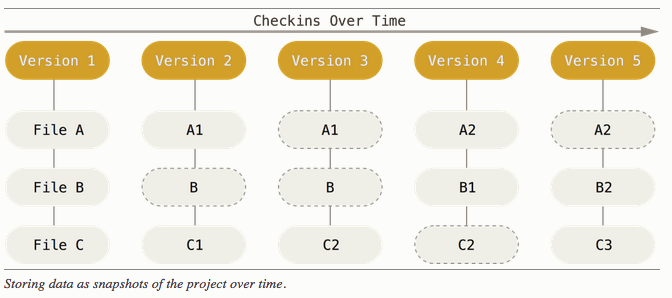 Checkins Over Time
Version 1 Version 2 Version 3 Version 4 Version 5
File A A1 A1 A2 A2
File B B B B1 B2
File C C1 C2 C2 C3
Storing data as snapshots of the project over time.